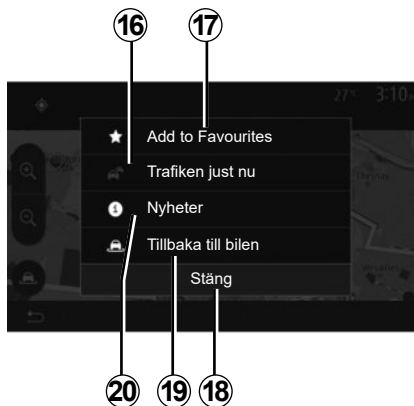 16 17
27° 3:10
Add to Favourites
Trafiken just nu
Nyheter
Tillbaka till bilen
Stäng
20 19 18